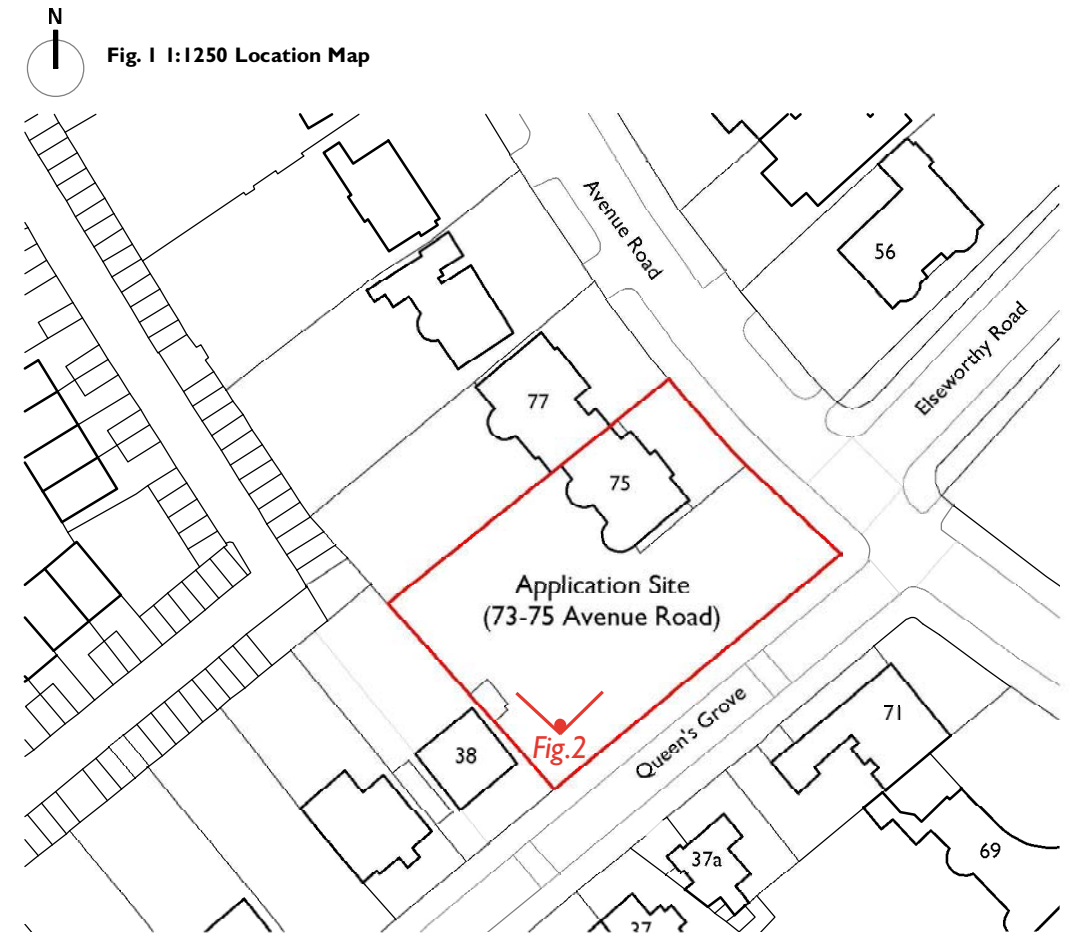 N
Fig. 1 1:1250 Location Map
Avenue Road
56
Elseworthy Road
77
75
Application Site
(73-75 Avenue Road)
Fig.2
38
Queen's Grove
71
69
37a
37